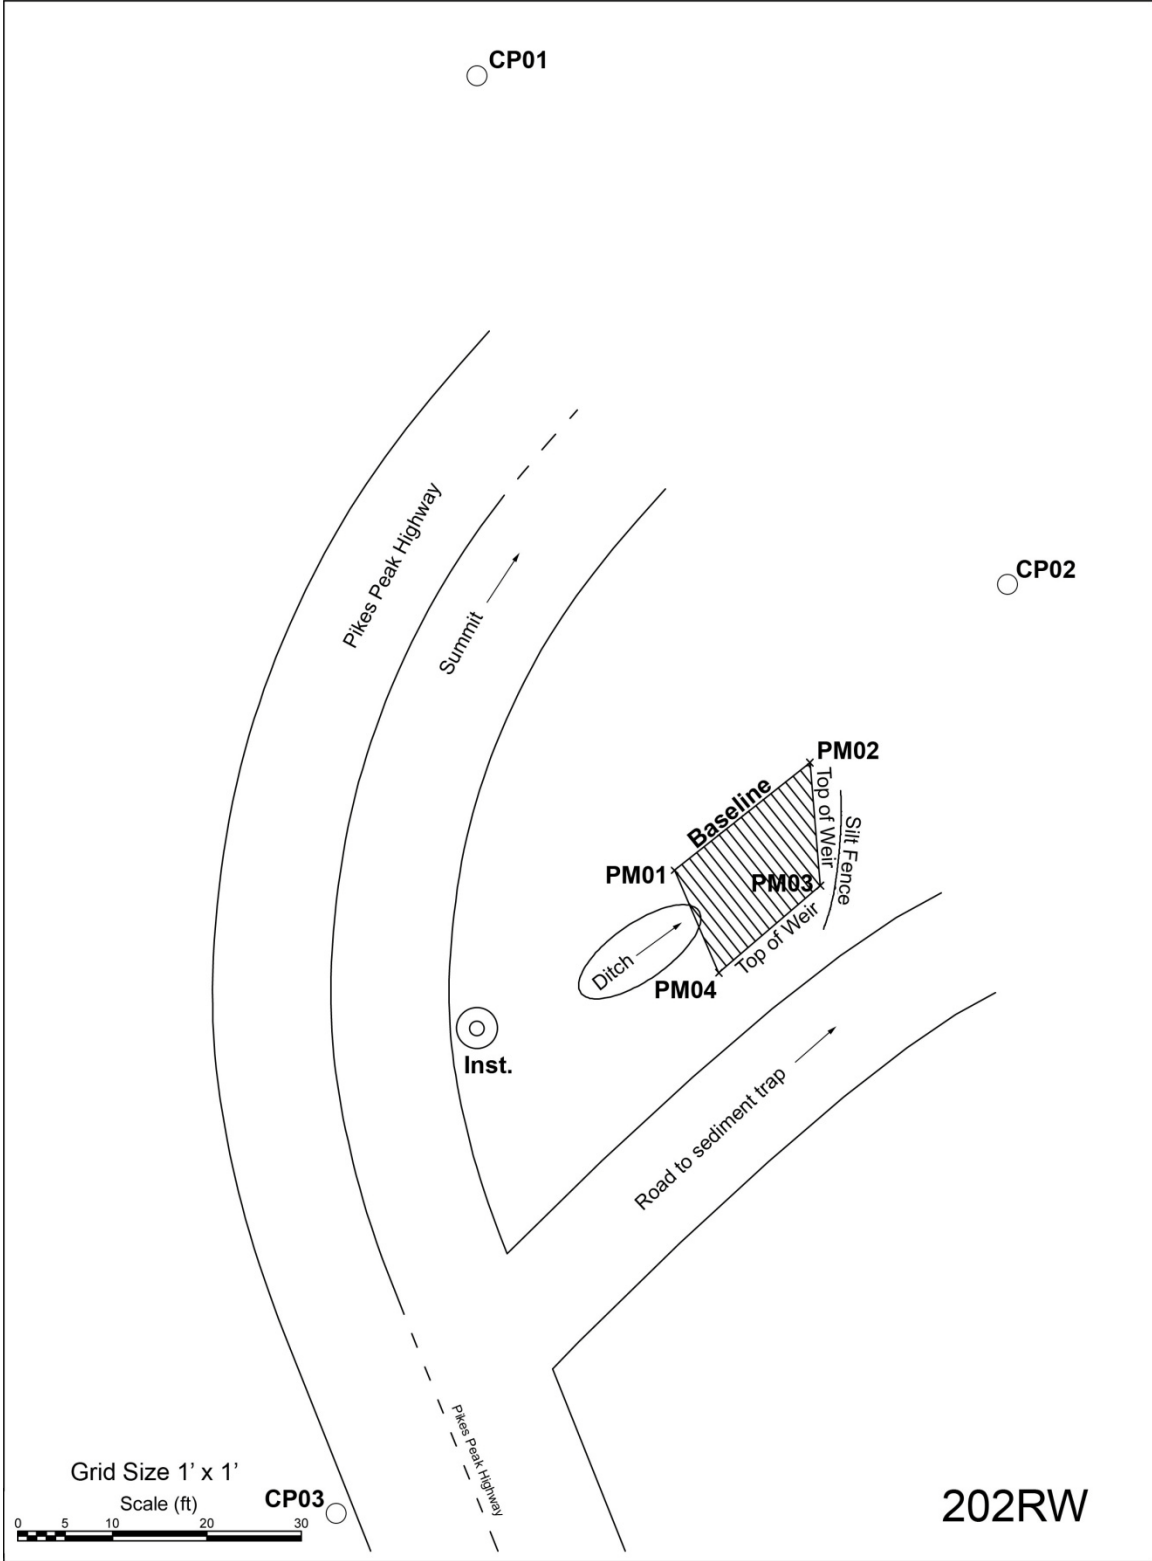 CP01
Pikes Peak Highway
Summit
CP02
PM02
Baseline
Top of Weir
Silt Fence
PM01
PM03
Top of Weir
Ditch
PM04
Inst.
Road to sediment trap
Pikes Peak Highway
Grid Size 1’ x 1’
Scale (ft)
0 5 10 20 30
CP03
202RW